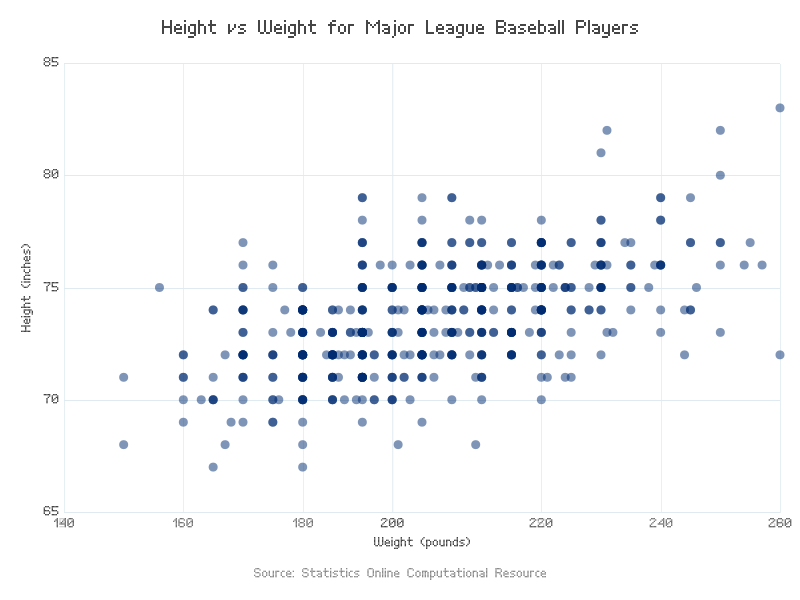 Height vs Weight for Major League Baseball Players
85
80
75
70
65
Height (inches)
140 160 180 200 220 240 260
Weight (pounds)
Source: Statistics Online Computational Resource